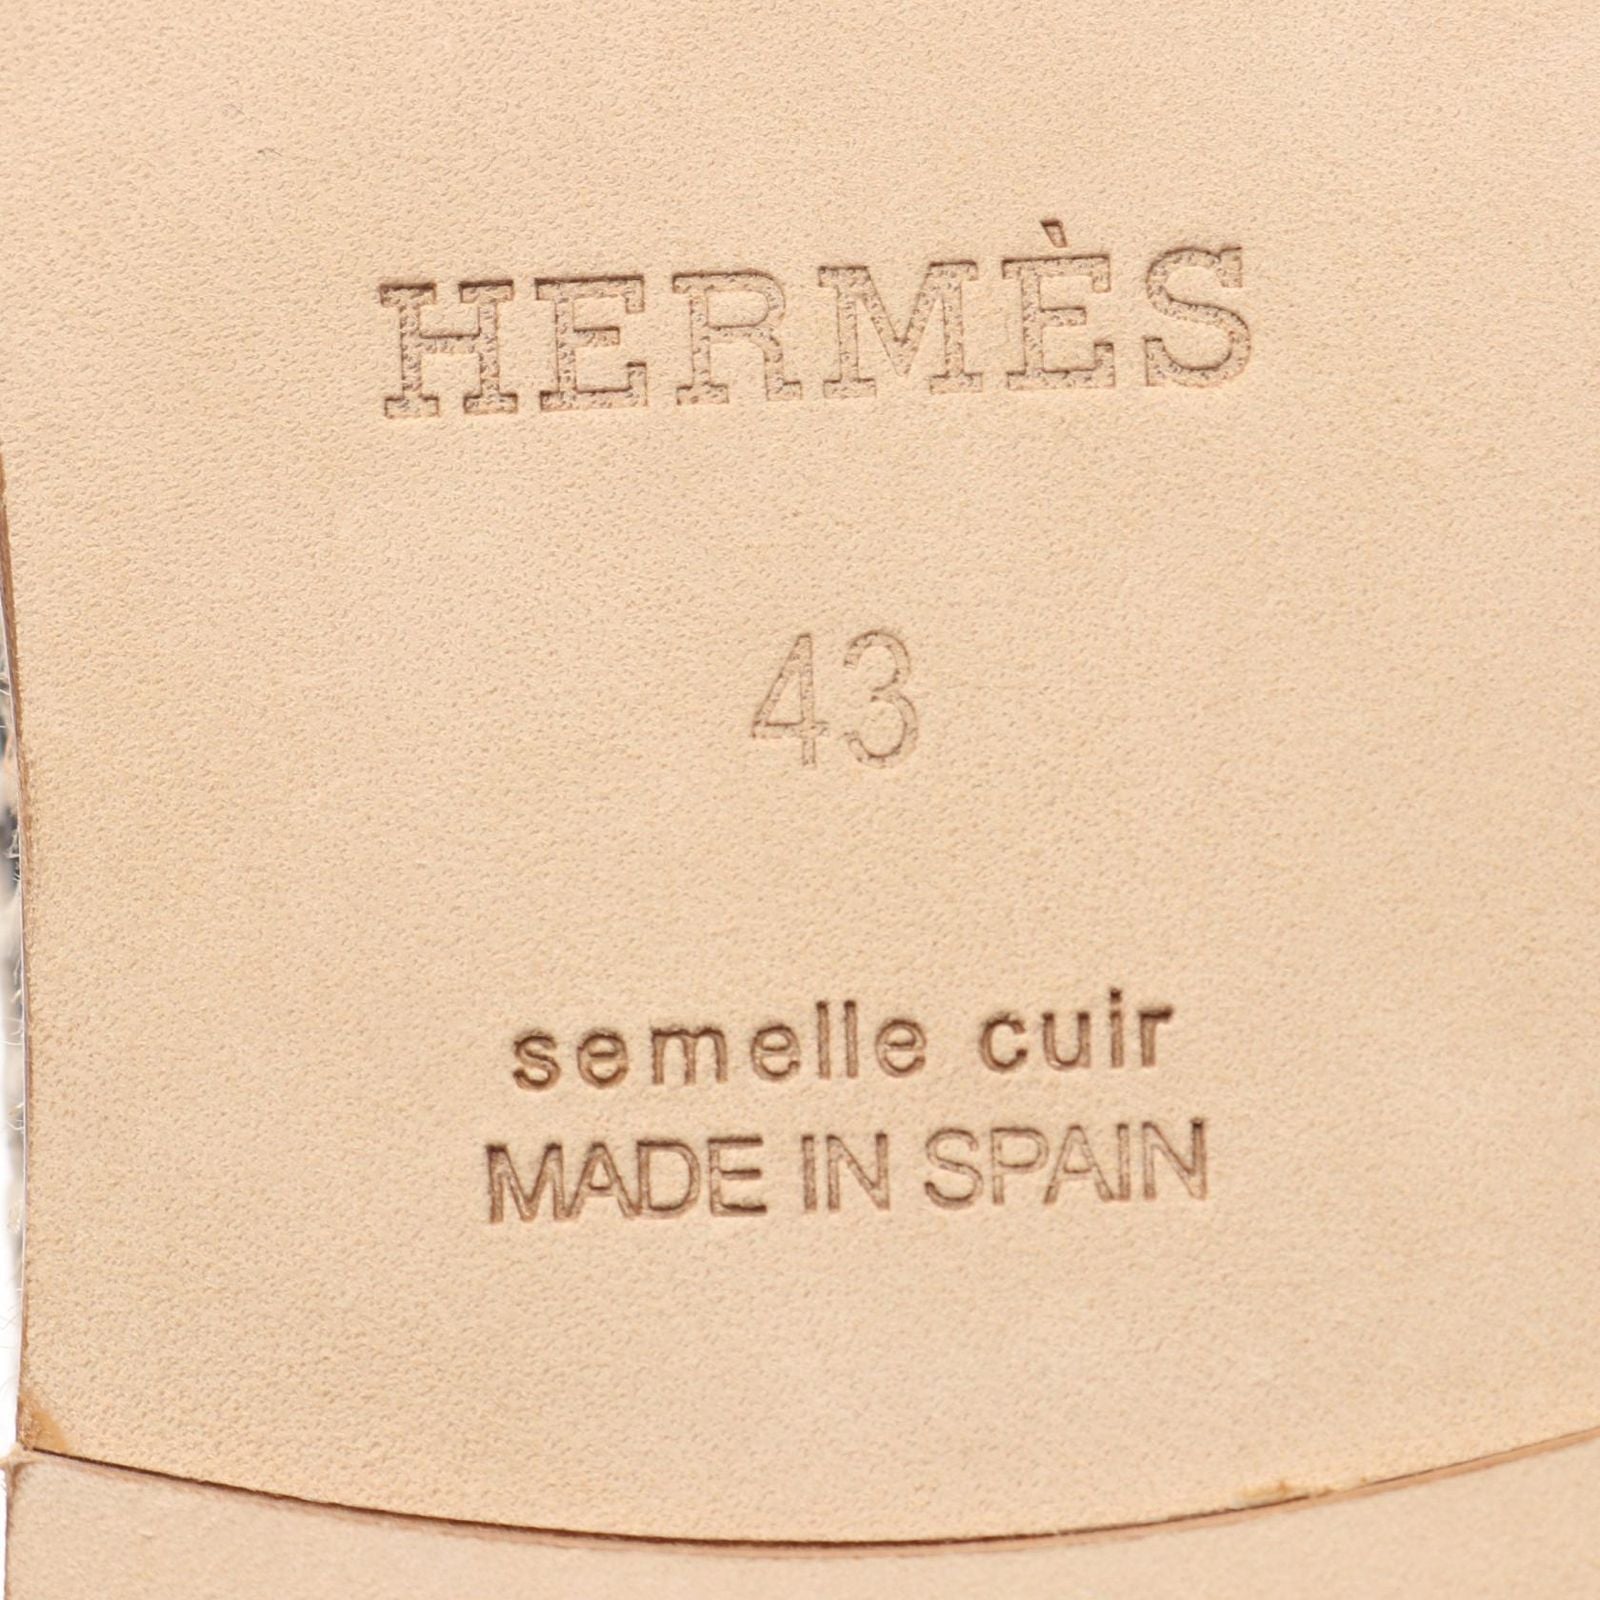 HERMÈS
43
semelle cuir
MADE IN SPAIN